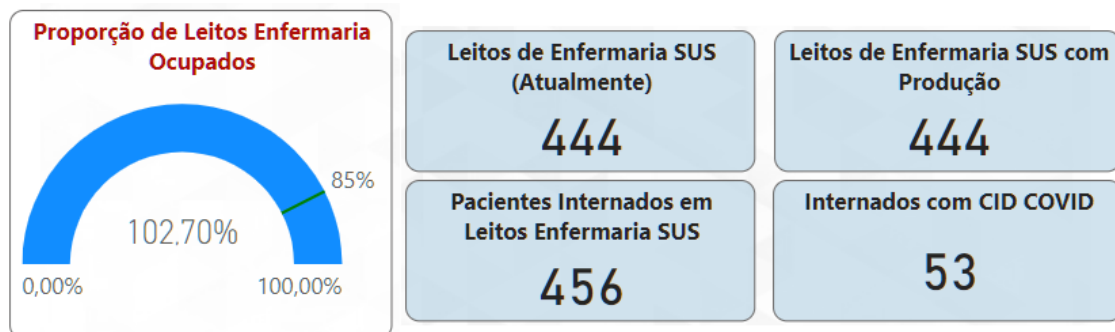 Proporção de Leitos Enfermaria
Ocupados
85%
102,70%
0,00%
100,00%
Leitos de Enfermaria SUS
(Atualmente)
444
Leitos de Enfermaria SUS com
Produção
444
Pacientes Internados em
Leitos Enfermaria SUS
456
Internados com CID COVID
53